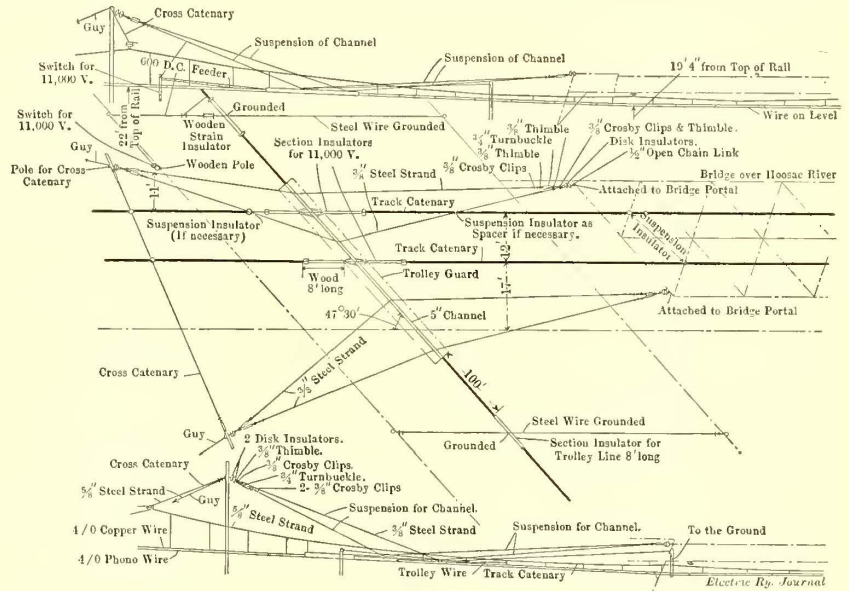 Cross Catenary
Guy
Suspension of Channel
Suspension of Channel
19'4" from Top of Rail
600 D.C. Feeder
Switch for
11,000 V.
Grounded
Wire on Level
22' from
Top of Rail
Wooden
Strain
Insulator
Steel Wire Grounded
3/8" Thimble
3/4" Turnbuckle
3/8" Thimble
3/8" Crosby Clips
3/8" Crosby Clips & Thimble.
Disk Insulators.
1/2" Open Chain Link
Switch for
11,000 V.
Section Insulators
for 11,000 V.
Guy
Wooden Pole
3/8" Steel Strand
Pole for Cross
Catenary
11'
Attached to Bridge Portal
Bridge over Hoosac River
Track Catenary
Suspension Insulator
(If necessary)
Suspension Insulator as
Spacer if necessary.
Suspension
Insulator
Track Catenary
12'
Wood
8' long
Trolley Guard
17'
47°30'
5" Channel
Attached to Bridge Portal
Cross Catenary
3/8" Steel Strand
100'
Steel Wire Grounded
Guy
Grounded
Section Insulator for
Trolley Line 8' long
2 Disk Insulators.
3/8" Thimble.
3/8" Crosby Clips.
3/4" Turnbuckle.
2- 3/8" Crosby Clips
Cross Catenary
5/8" Steel Strand
Guy
5/8" Steel Strand
Suspension for Channel.
3/8" Steel Strand
Suspension for Channel.
To the Ground
4/0 Copper Wire
4/0 Phono Wire
Trolley Wire
Track Catenary
Electric Ry. Journal